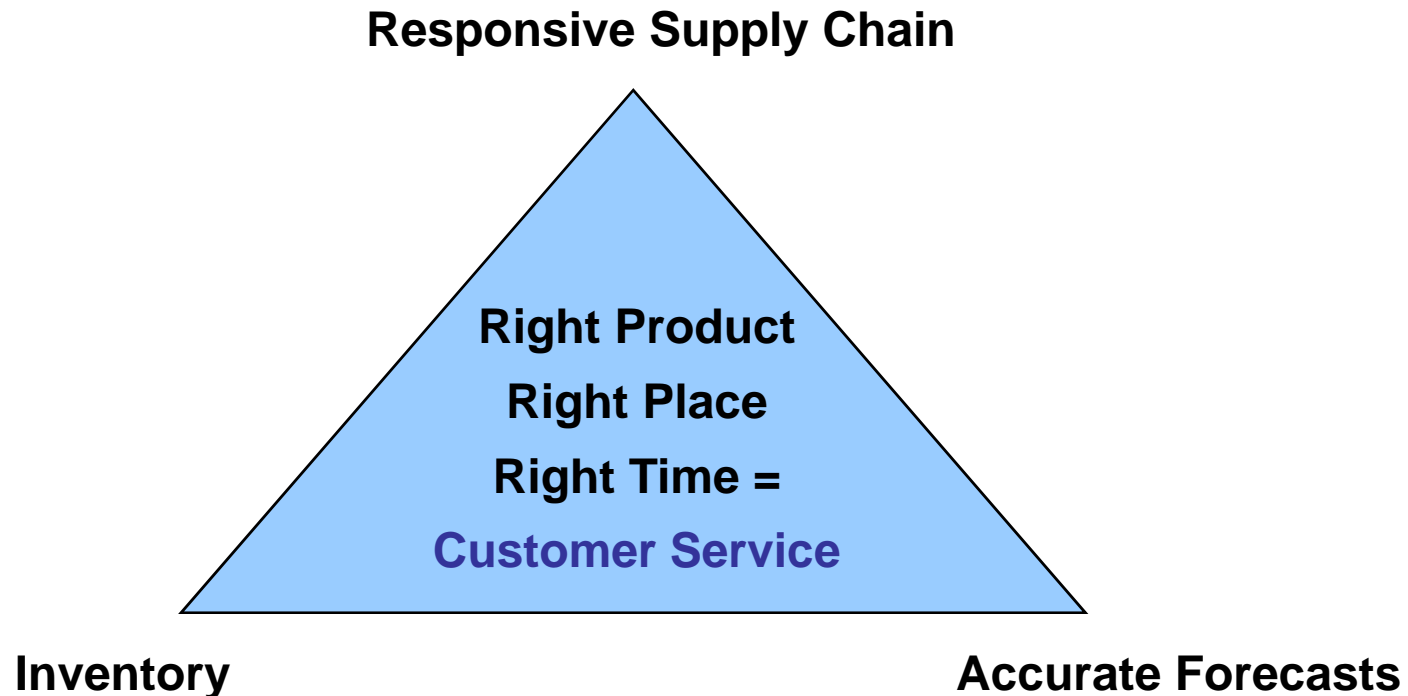 Responsive Supply Chain
Right Product
Right Place
Right Time =
Customer Service
Inventory
Accurate Forecasts